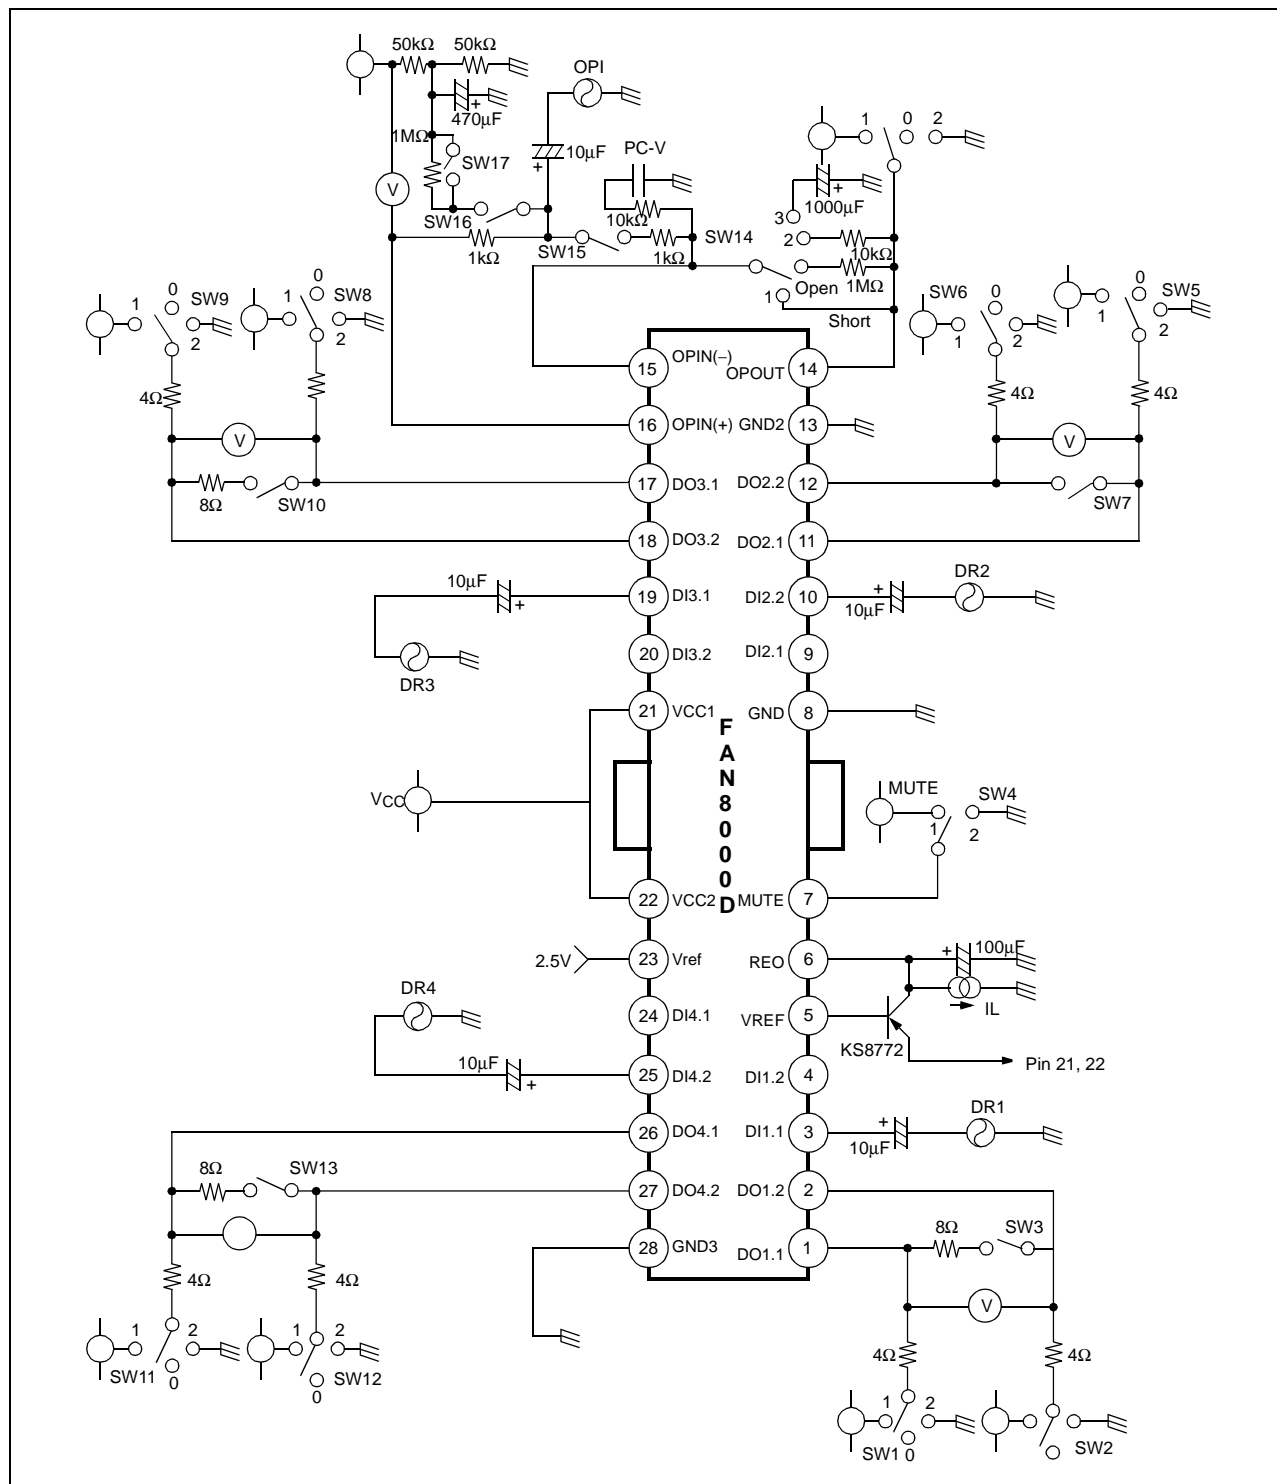 50kΩ 50kΩ
OPI
470μF
1MΩ
SW17
10μF
PC-V
1 0 2
1000μF
V
SW16
10kΩ
3
2
10kΩ
1kΩ
SW15
1kΩ
SW14
Open
1MΩ
1
Short
0
SW9
1
2
0
SW8
1
2
SW6
0
1
2
0
SW5
1
2
4Ω
4Ω
4Ω
V
V
8Ω
SW10
SW7
15 OPIN(–)
OPOUT 14
16 OPIN(+)
GND2 13
17 DO3.1
DO2.2 12
18 DO3.2
DO2.1 11
10μF
+
19 DI3.1
DI2.2 10
+
10μF
DR2
20 DI3.2
DI2.1 9
DR3
21 VCC1
GND 8
FAN8000D
VCC
MUTE
SW4
1
2
22 VCC2
MUTE 7
2.5V
23 Vref
REO 6
+
100μF
IL
DR4
24 DI4.1
VREF 5
KS8772
Pin 21, 22
10μF
+
25 DI4.2
DI1.2 4
26 DO4.1
DI1.1 3
+
10μF
DR1
8Ω
SW13
27 DO4.2
DO1.2 2
28 GND3
DO1.1 1
8Ω
SW3
V
4Ω
4Ω
1
2
SW11
0
1
2
SW12
0
4Ω
4Ω
1
2
SW1
0
SW2